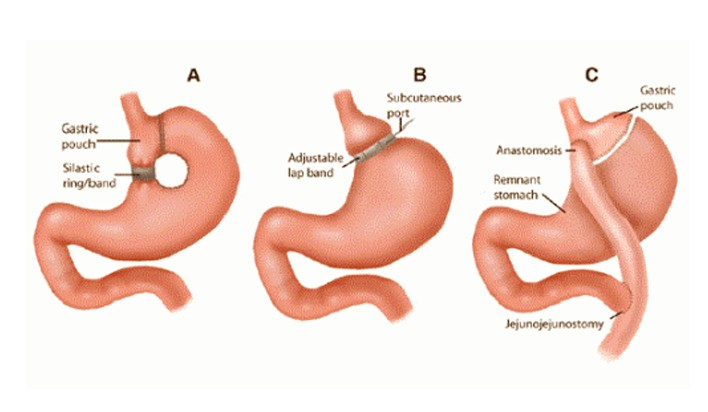 A
Gastric
pouch
Silastic
ring/band
B
Subcutaneous
port
Adjustable
lap band
C
Gastric
pouch
Anastomosis
Remnant
stomach
Jejunojejunostomy